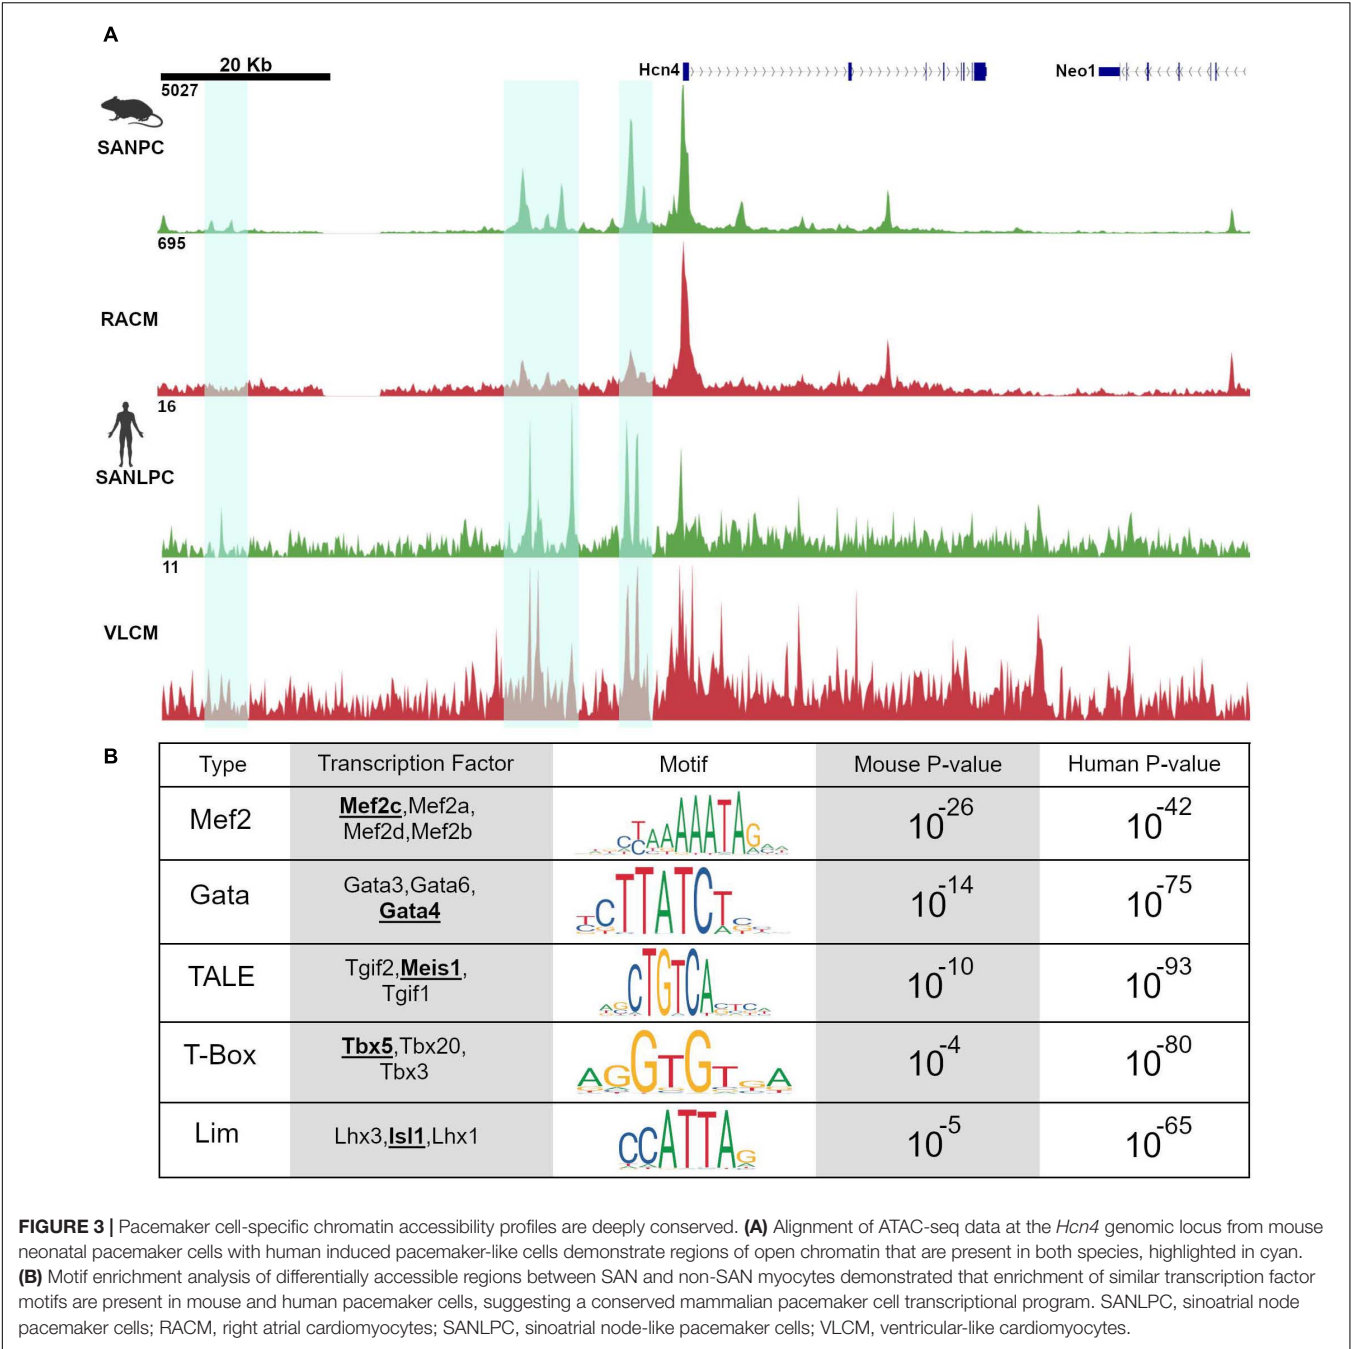 A
20 Kb
Hcn4
Neo1
5027
SANPC
695
RACM
16
SANLPC
11
VLCM
B
Type Transcription Factor Motif Mouse P-value Human P-value
Mef2 Mef2c,Mef2a, Mef2d,Mef2b CTAAAAATAG 10-26 10-42
Gata Gata3,Gata6, Gata4 TCTTATCT 10-14 10-75
TALE Tgif2,Meis1, Tgif1 CTGTCA 10-10 10-93
T-Box Tbx5,Tbx20, Tbx3 AGGTGTGA 10-4 10-80
Lim Lhx3,Isl1,Lhx1 CCATTAG 10-5 10-65
FIGURE 3 | Pacemaker cell-specific chromatin accessibility profiles are deeply conserved. (A) Alignment of ATAC-seq data at the Hcn4 genomic locus from mouse
neonatal pacemaker cells with human induced pacemaker-like cells demonstrate regions of open chromatin that are present in both species, highlighted in cyan.
(B) Motif enrichment analysis of differentially accessible regions between SAN and non-SAN myocytes demonstrated that enrichment of similar transcription factor
motifs are present in mouse and human pacemaker cells, suggesting a conserved mammalian pacemaker cell transcriptional program. SANLPC, sinoatrial node
pacemaker cells; RACM, right atrial cardiomyocytes; SANLPC, sinoatrial node-like pacemaker cells; VLCM, ventricular-like cardiomyocytes.